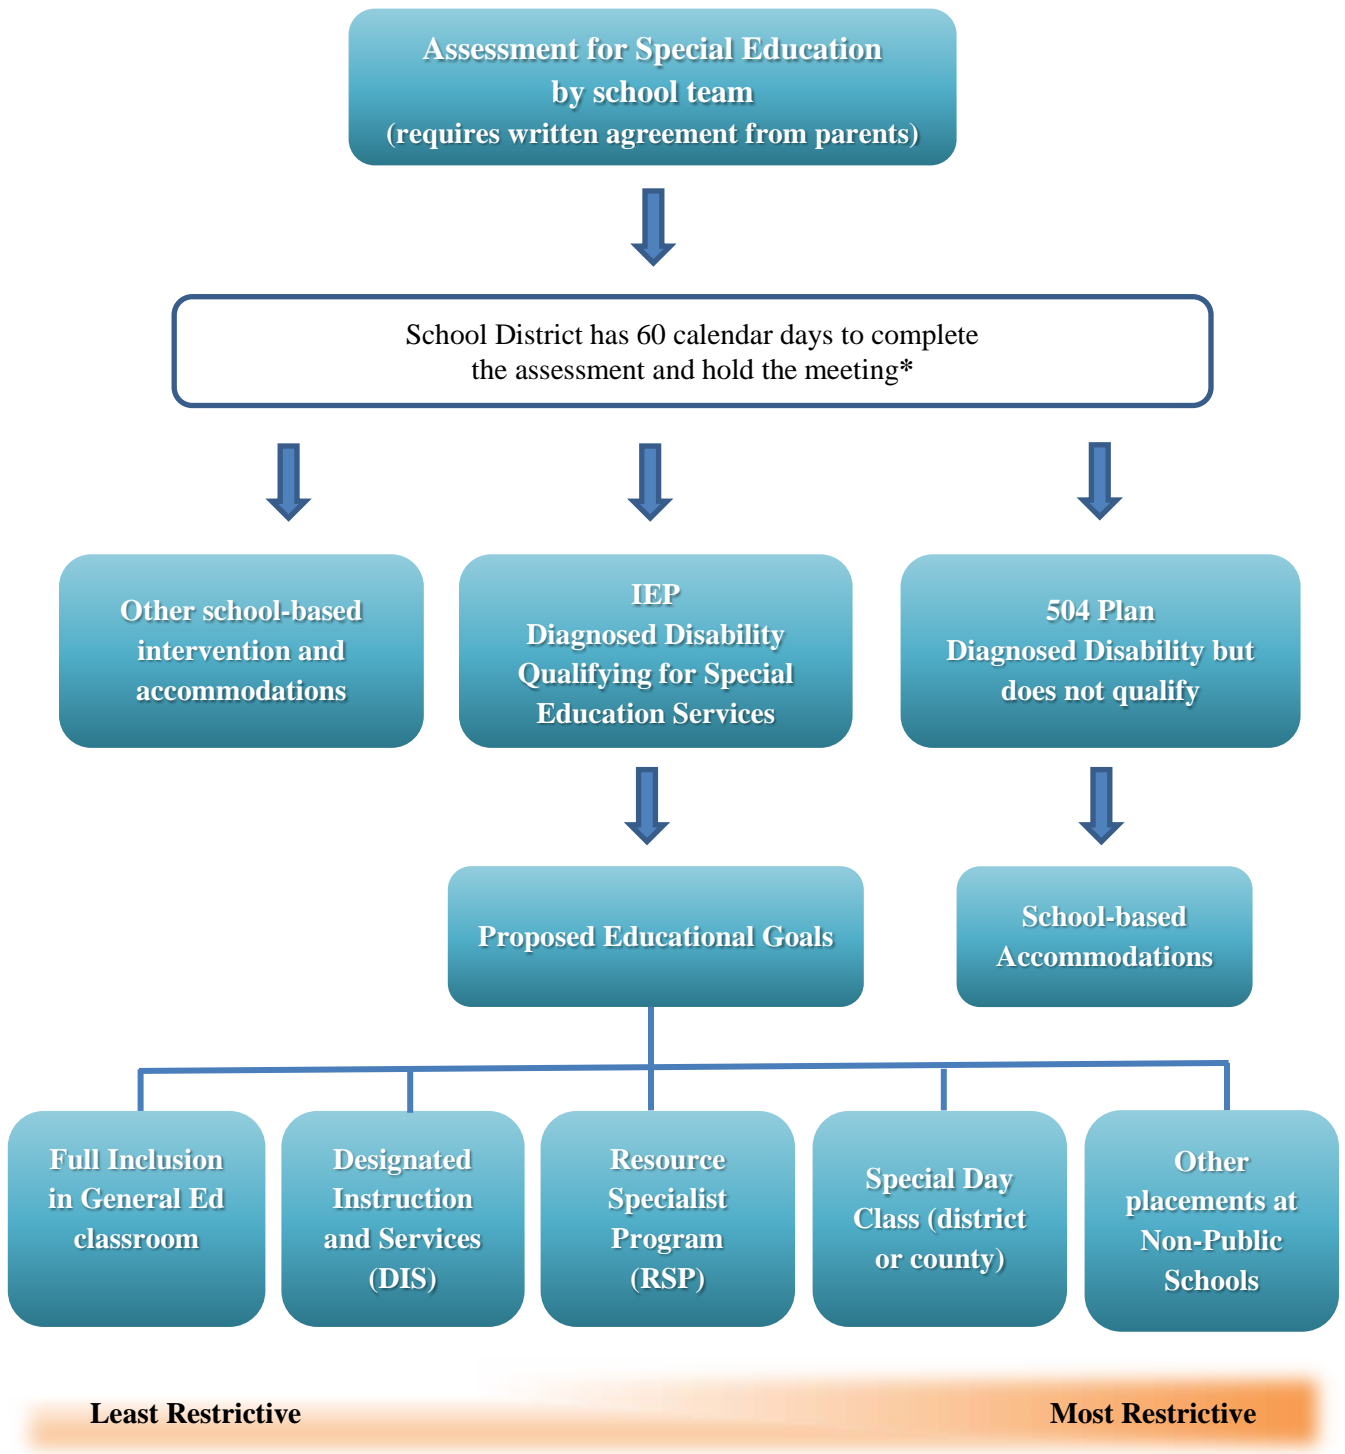 Assessment for Special Education
by school team
(requires written agreement from parents)
School District has 60 calendar days to complete
the assessment and hold the meeting*
Other school-based
intervention and
accommodations
IEP
Diagnosed Disability
Qualifying for Special
Education Services
504 Plan
Diagnosed Disability but
does not qualify
Proposed Educational Goals
School-based
Accommodations
Full Inclusion
in General Ed
classroom
Designated
Instruction
and Services
(DIS)
Resource
Specialist
Program
(RSP)
Special Day
Class (district
or county)
Other
placements at
Non-Public
Schools
Least Restrictive
Most Restrictive